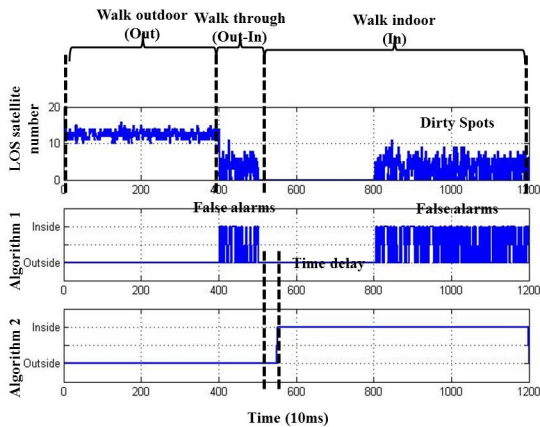 Walk outdoor
(Out)
Walk through
(Out-In)
Walk indoor
(In)
LOS satellite
number
20
10
0
Dirty Spots
0 200 400 600 800 1000 1200
False alarms
False alarms
Algorithm 1
Inside
Outside
Time delay
0 200 400 600 800 1000 1200
Algorithm 2
Inside
Outside
0 200 400 600 800 1000 1200
Time (10ms)